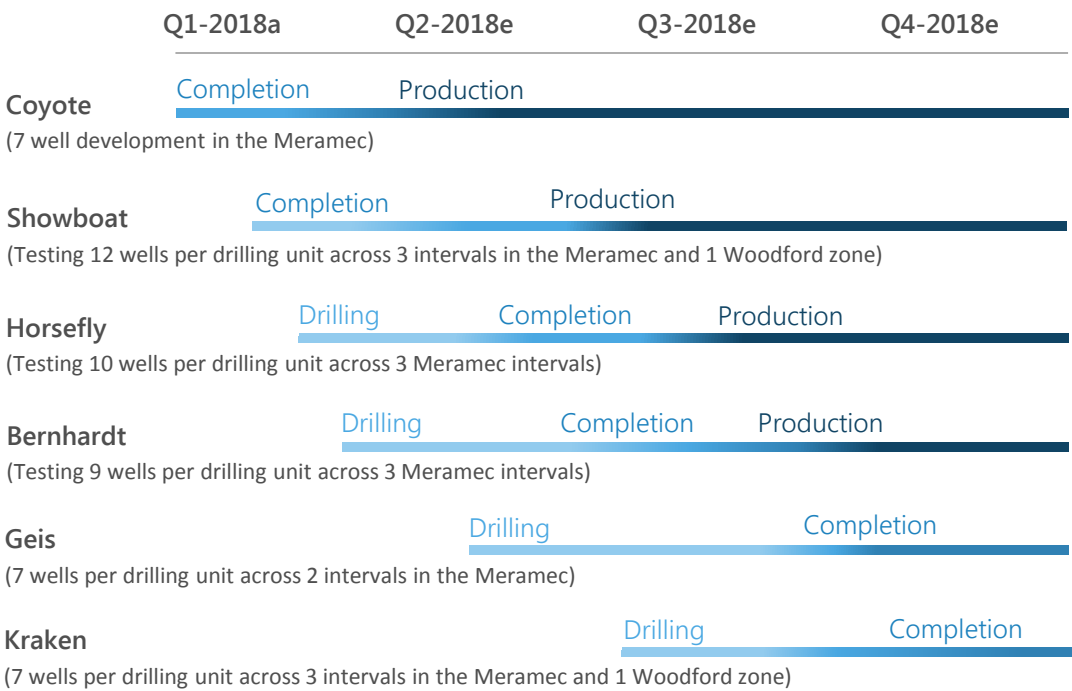 Q1-2018a Q2-2018e Q3-2018e Q4-2018e
Completion Production
Coyote
(7 well development in the Meramec)
Completion Production
Showboat
(Testing 12 wells per drilling unit across 3 intervals in the Meramec and 1 Woodford zone)
Drilling Completion Production
Horsefly
(Testing 10 wells per drilling unit across 3 Meramec intervals)
Drilling Completion Production
Bernhardt
(Testing 9 wells per drilling unit across 3 Meramec intervals)
Drilling Completion
Geis
(7 wells per drilling unit across 2 intervals in the Meramec)
Drilling Completion
Kraken
(7 wells per drilling unit across 3 intervals in the Meramec and 1 Woodford zone)